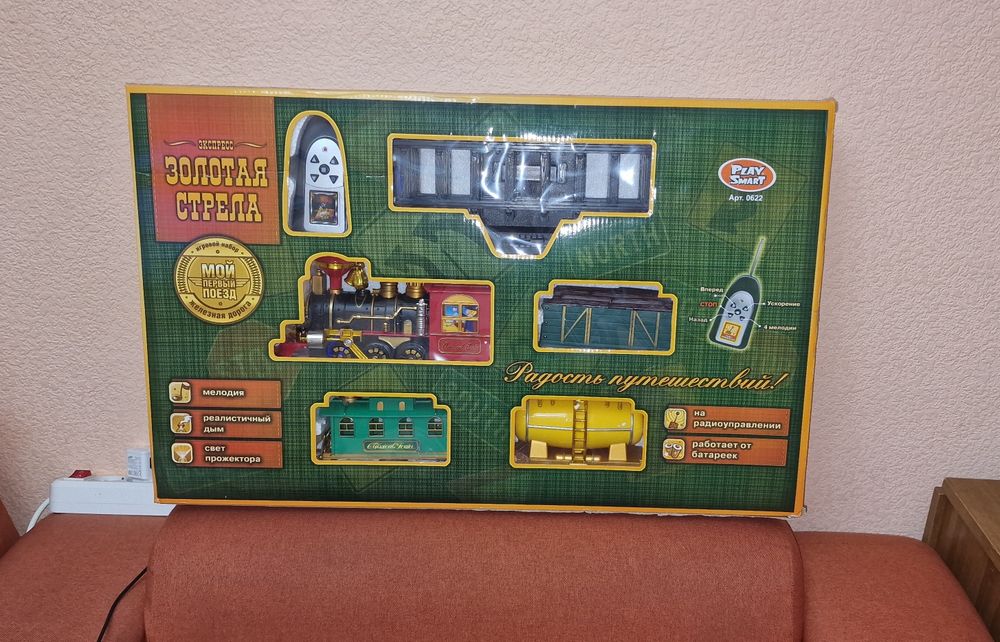 ЭКСПРЕСС
ЗОЛОТАЯ
СТРЕЛА
игровой набор
МОЙ
ПЕРВЫЙ
ПОЕЗД
железная дорога
PLAY
SMART
Арт. 0622
Вперед
СТОП
Назад
Ускорение
4 мелодии
Радость путешествий!
мелодия
реалистичный
дым
свет
прожектора
на
радиоуправлении
работает от
батареек